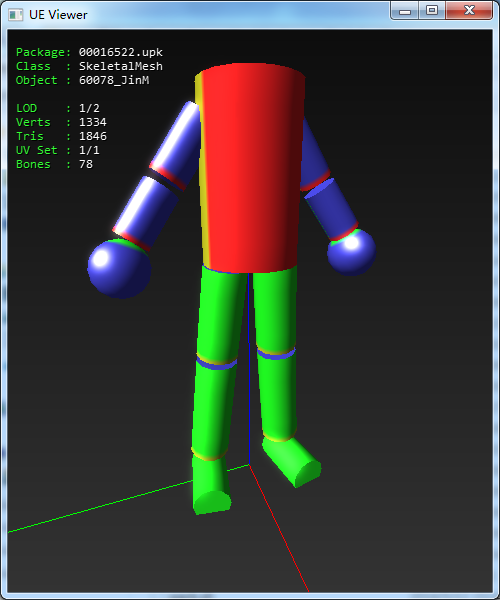 UE Viewer
Package: 00016522.upk
Class : SkeletalMesh
Object : 60078_JinM
LOD : 1/2
Verts : 1334
Tris : 1846
UV Set : 1/1
Bones : 78